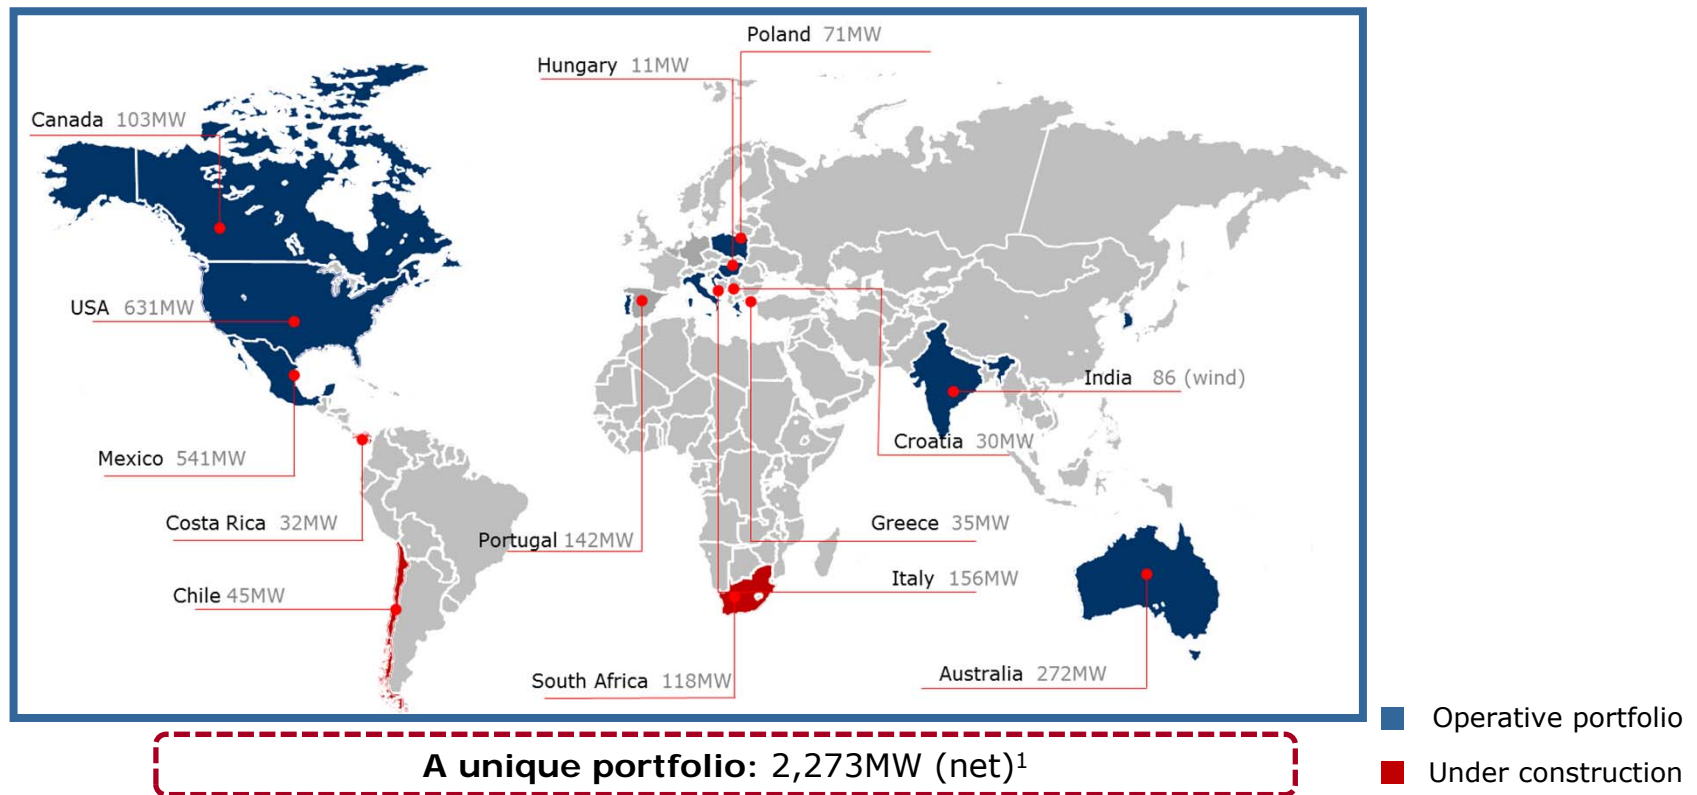 Poland 71MW
Hungary 11MW
Canada 103MW
USA 631MW
India 86 (wind)
Croatia 30MW
Mexico 541MW
Costa Rica 32MW
Greece 35MW
Portugal 142MW
Italy 156MW
Chile 45MW
Australia 272MW
South Africa 118MW
Operative portfolio
A unique portfolio: 2,273MW (net)¹
Under construction